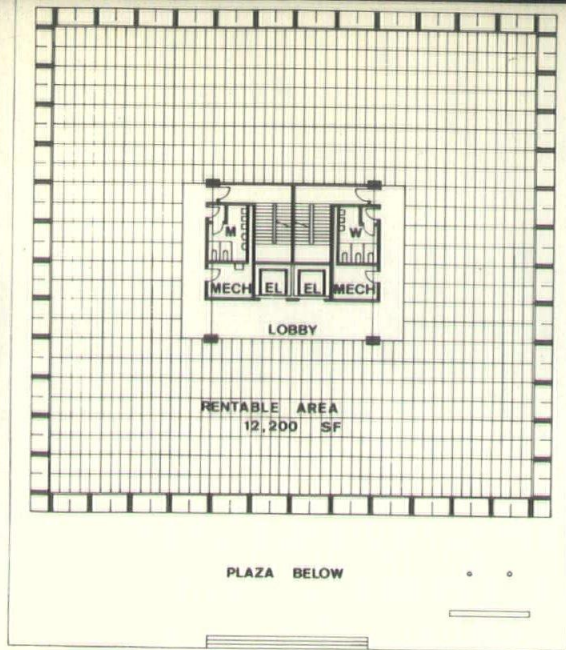 M W
MECH EL EL MECH
LOBBY
RENTABLE AREA
12,200 SF
PLAZA BELOW